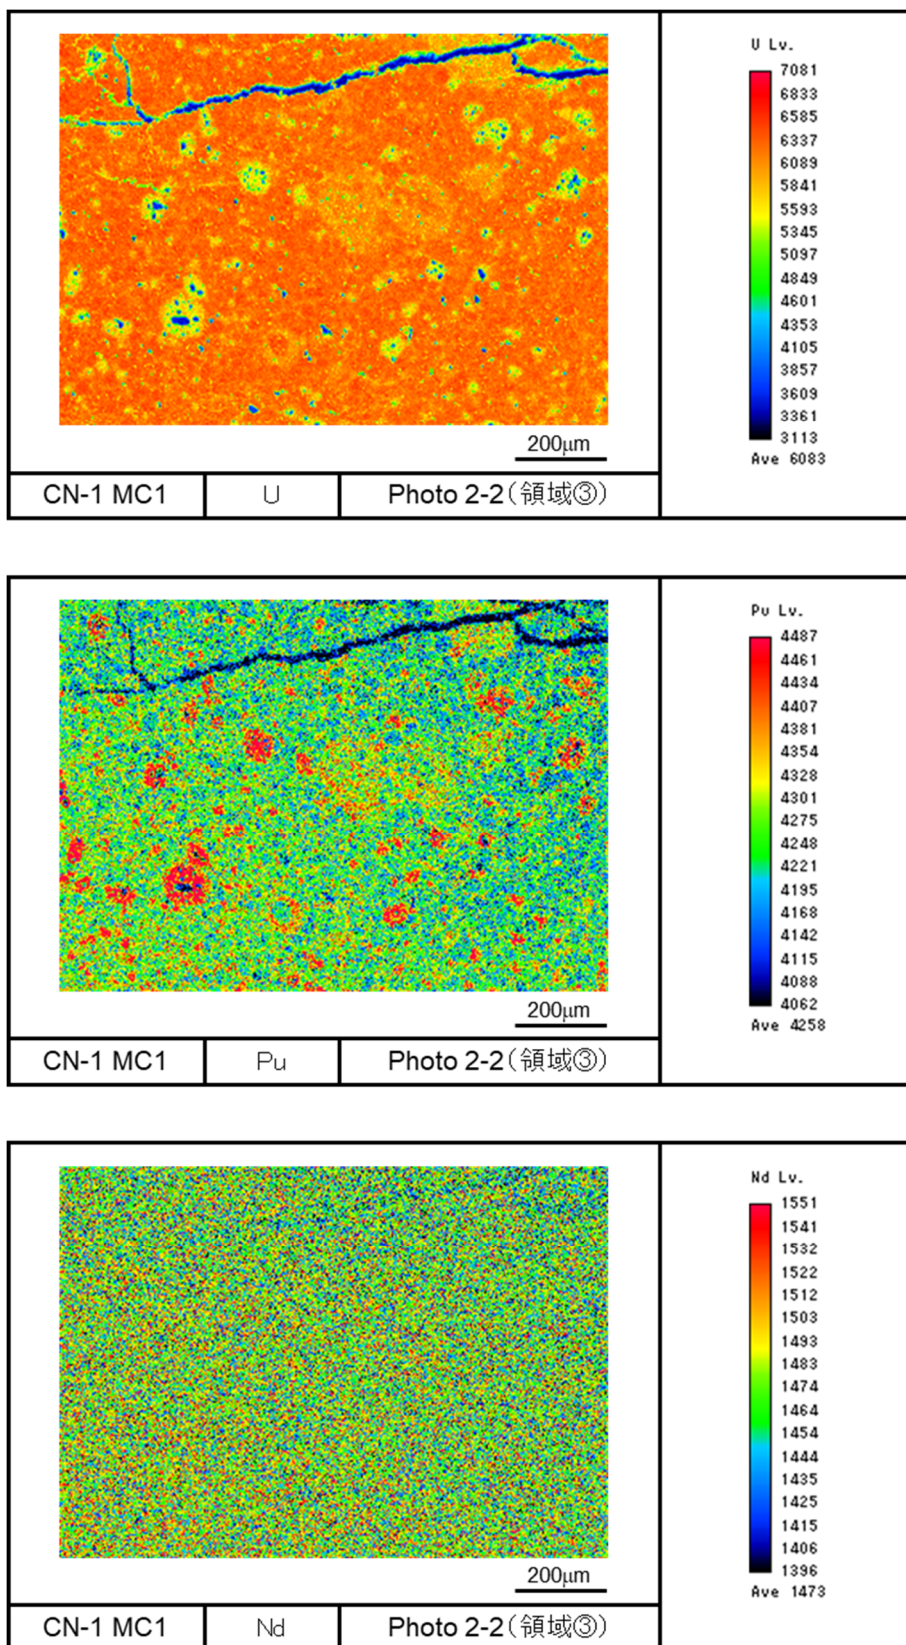 U Lv.
7081
6833
6585
6337
6089
5841
5593
5345
5097
4849
4601
4353
4105
3857
3609
3361
3113
Ave 6083
200μm
CN-1 MC1
U
Photo 2-2(領域③)
Pu Lv.
4487
4461
4434
4407
4381
4354
4328
4301
4275
4248
4221
4195
4168
4142
4115
4088
4062
Ave 4258
200μm
CN-1 MC1
Pu
Photo 2-2(領域③)
Nd Lv.
1551
1541
1532
1522
1512
1503
1493
1483
1474
1464
1454
1444
1435
1425
1415
1406
1396
Ave 1473
200μm
CN-1 MC1
Nd
Photo 2-2(領域③)